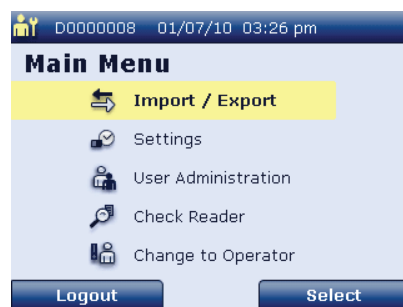 D0000008 01/07/10 03:26 pm
Main Menu
Import / Export
Settings
User Administration
Check Reader
Change to Operator
Logout Select